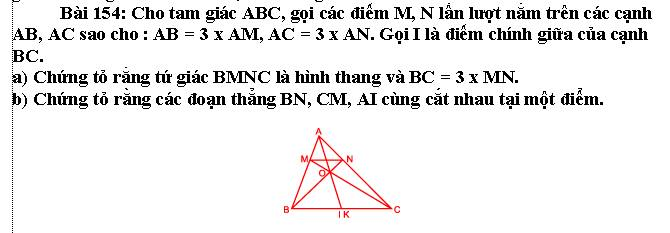 Bài 154: Cho tam giác ABC, gọi các điểm M, N lần lượt nằm trên các cạnh
AB, AC sao cho : AB = 3 x AM, AC = 3 x AN. Gọi I là điểm chính giữa của cạnh
BC.
a) Chứng tỏ rằng tứ giác BMNC là hình thang và BC = 3 x MN.
b) Chứng tỏ rằng các đoạn thẳng BN, CM, AI cùng cắt nhau tại một điểm.
A
M N
O
B I K C